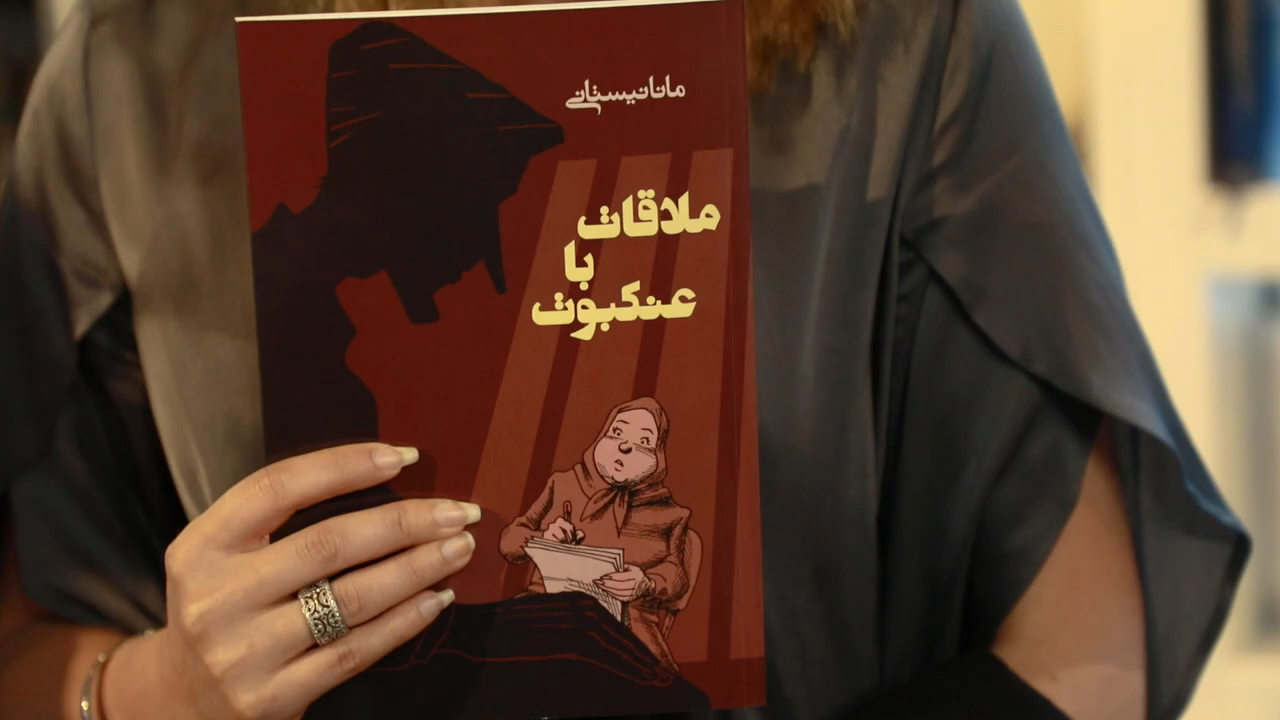 مانا نیستانی
ملاقات
با
عنکبوت